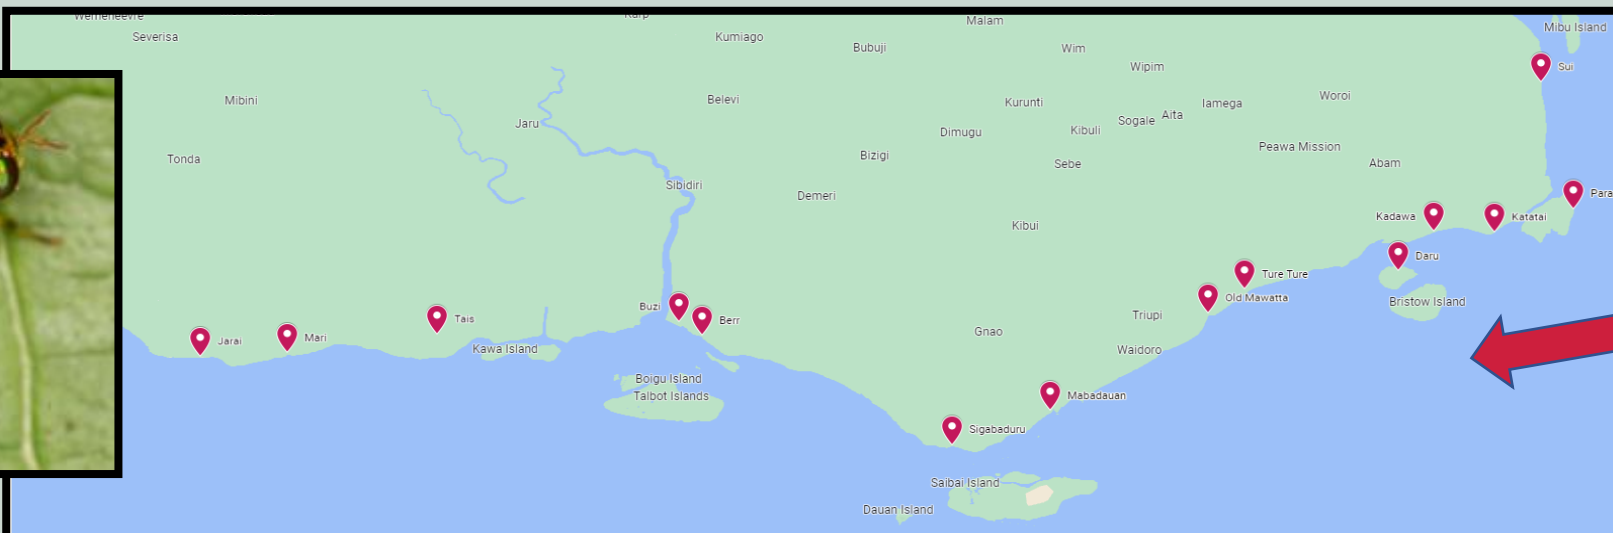 Malam
Mibu Island
Severisa
Kumiago
Bubuji
Wim
Wipim
Sui
Mibini
Belevi
Kurunti
Iamega
Woroi
Jaru
Dimugu
Kibuli
Sogale
Aita
Tonda
Bizigi
Sebe
Peawa Mission
Abam
Sibidiri
Demeri
Para
Kibui
Kadawa
Katatai
Daru
Ture Ture
Old Mawatta
Bristow Island
Buzi
Berr
Tais
Jarai
Mari
Kawa Island
Gnao
Triupi
Waidoro
Boigu Island
Talbot Islands
Mabadauan
Sigabaduru
Saibai Island
Dauan Island